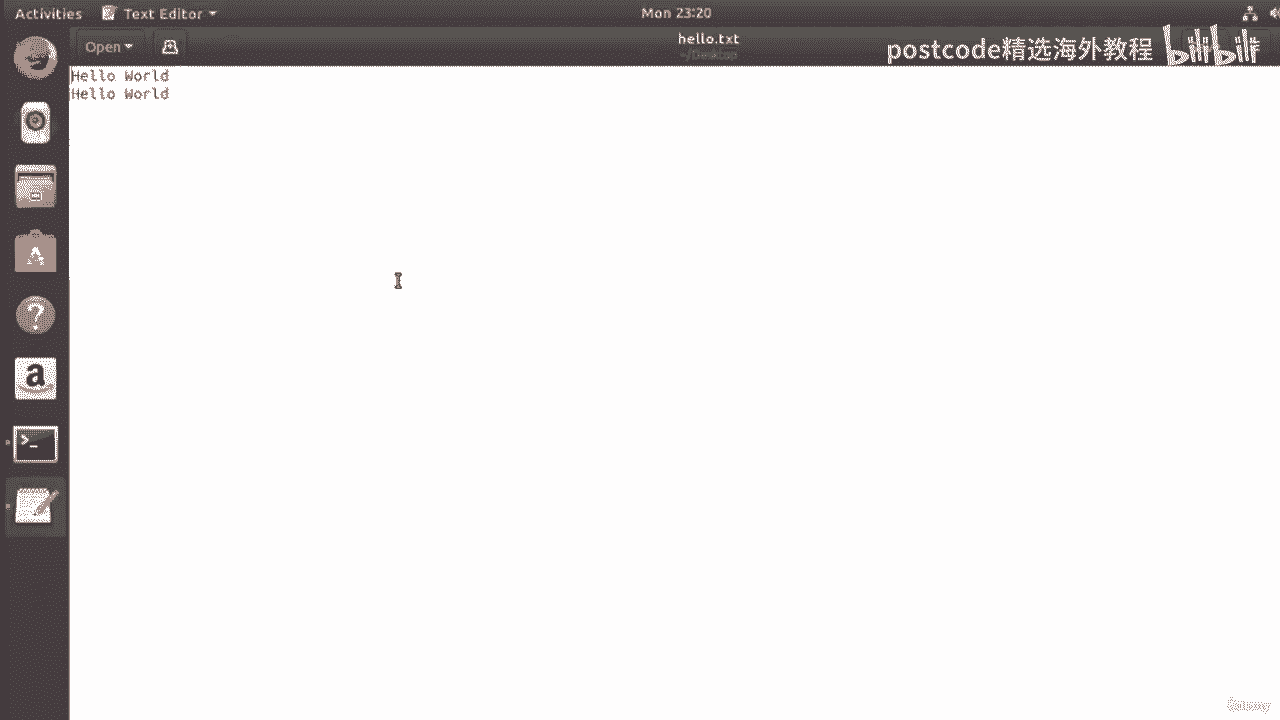 Activities Text Editor Mon 23:20
Open hello.txt
~/Desktop
postcode精选海外教程 bilibili
Hello World
Hello World
a
>_
?